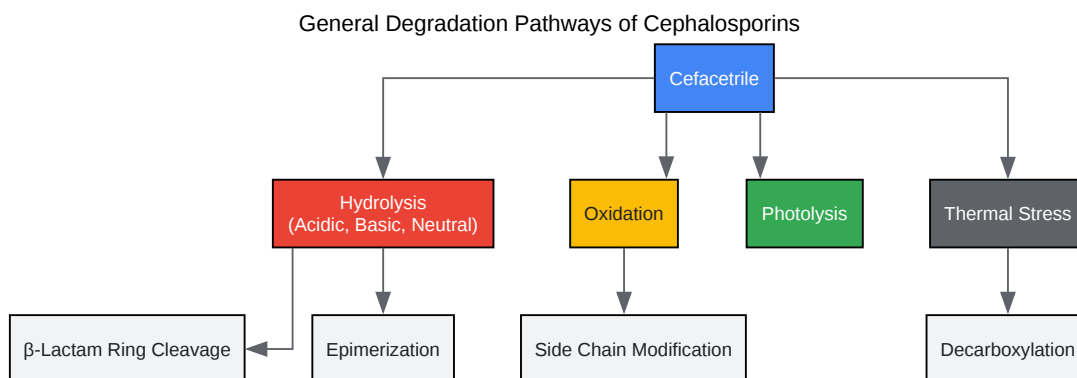 General Degradation Pathways of Cephalosporins
Cefacetrile
Hydrolysis
(Acidic, Basic, Neutral)
Oxidation
Photolysis
Thermal Stress
β-Lactam Ring Cleavage
Epimerization
Side Chain Modification
Decarboxylation